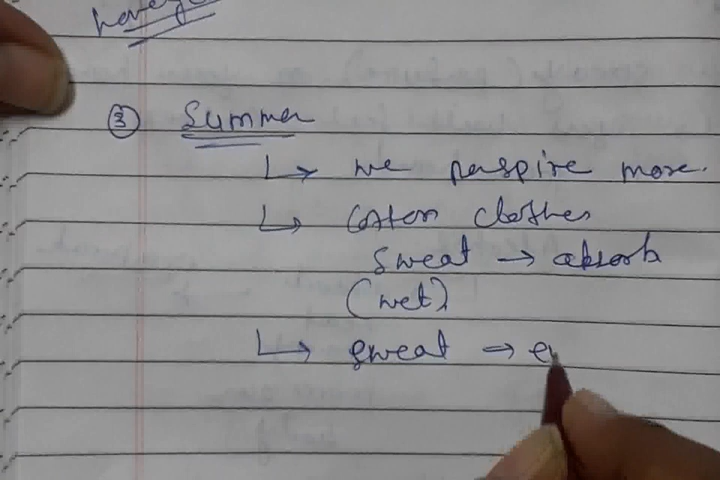 ③ Summer
↳ we perspire more.
↳ Cotton clothes
sweat → absorb
(wet)
↳ sweat → e